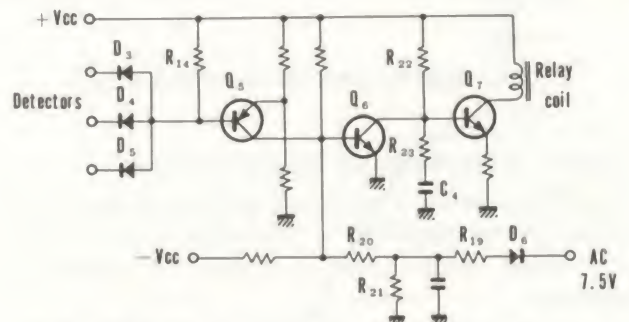 + Vcc
D3
R14
R22
Q5
Q6
Q7
Relay
coil
Detectors
D4
D5
R23
C4
− Vcc
R20
R21
R19
D6
AC
7.5V